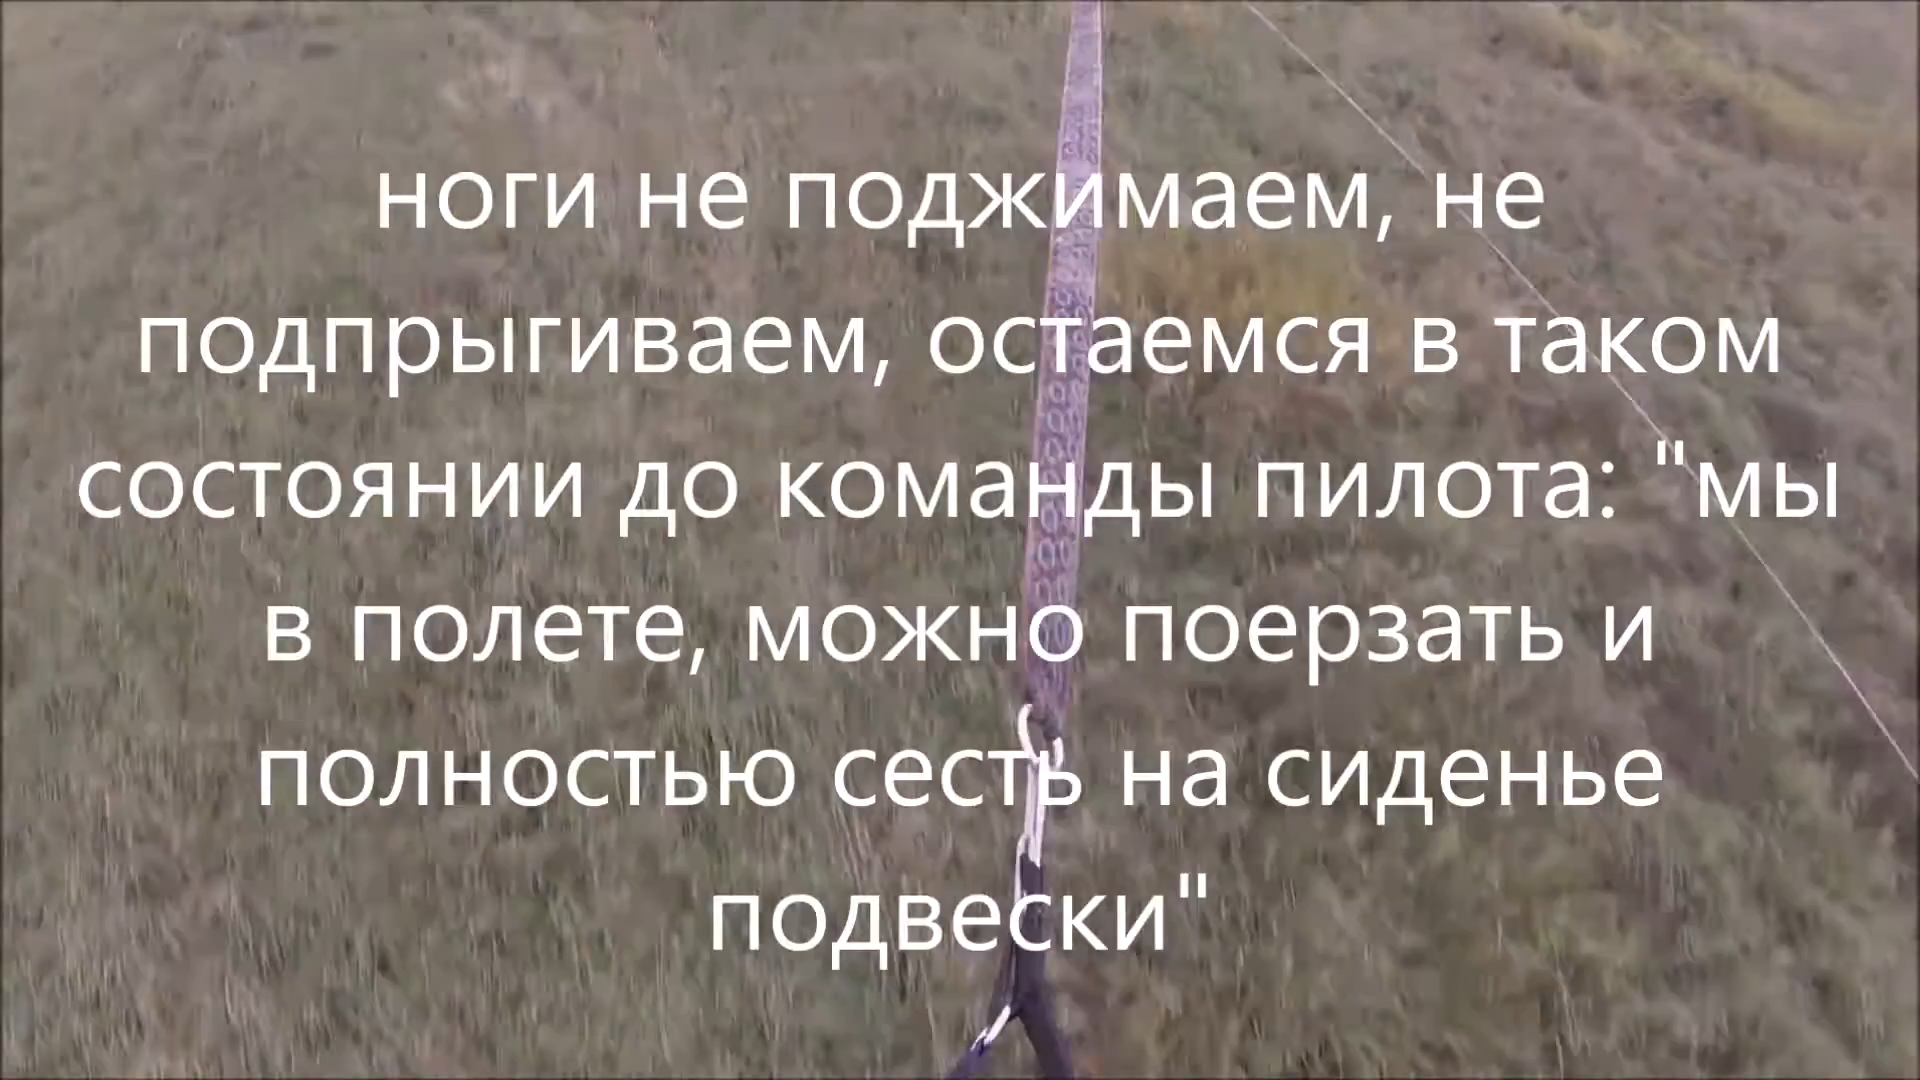 ноги не поджимаем, не
подпрыгиваем, остаемся в таком
состоянии до команды пилота: "мы
в полете, можно поерзать и
полностью сесть на сиденье
подвески"